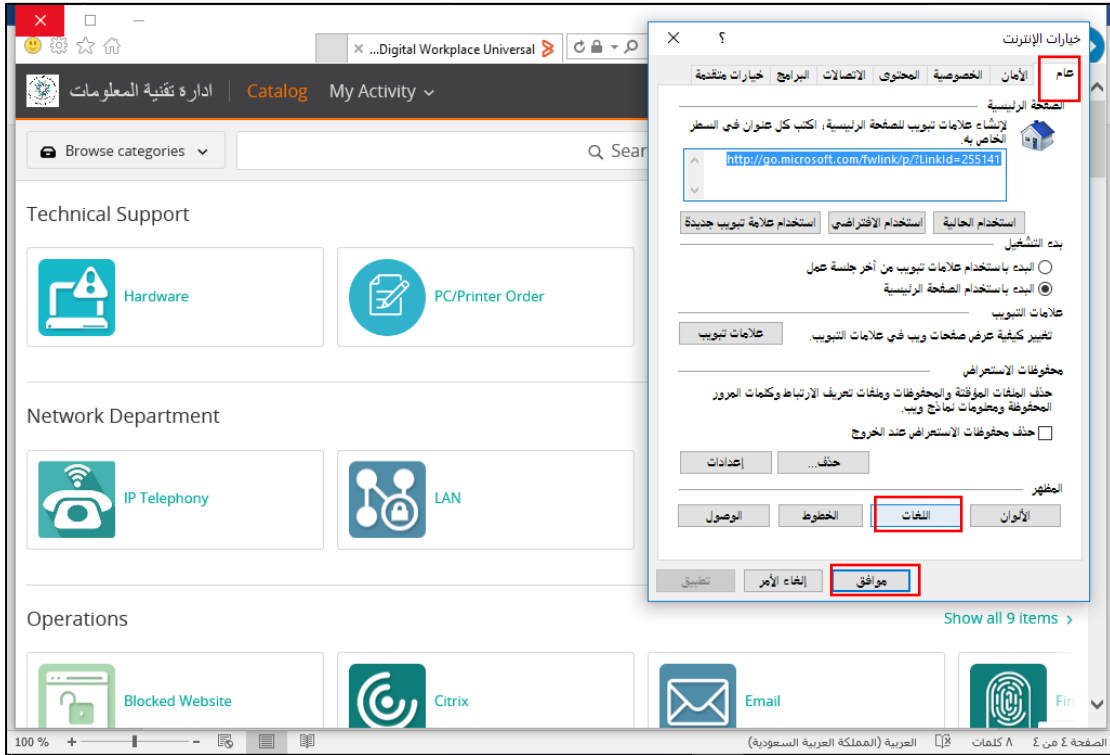 Digital Workplace Universal...
ادارة تقنية المعلومات
Catalog
My Activity
Browse categories
Sear
Technical Support
Hardware
PC/Printer Order
Network Department
IP Telephony
LAN
Operations
Show all 9 items
Blocked Website
Citrix
Email
Fin
خيارات الإنترنت
؟
عام
الأمان
الخصوصية
المحتوى
الاتصالات
البرامج
خيارات متقدمة
الصفحة الرئيسية
لإنشاء علامات تبويب للصفحة الرئيسية، اكتب كل عنوان في السطر
الخاص به.
http://go.microsoft.com/fwlink/p/?LinkId=255141
استخدام الحالية
استخدام الافتراضي
استخدام علامة تبويب جديدة
بدء التشغيل
البدء باستخدام علامات تبويب من آخر جلسة عمل
البدء باستخدام الصفحة الرئيسية
علامات التبويب
تغيير كيفية عرض صفحات ويب في علامات التبويب.
علامات تبويب
محفوظات الاستعراض
حذف الملفات المؤقتة والمحفوظات وملفات تعريف الارتباط وكلمات المرور
المحفوظة ومعلومات نماذج ويب.
حذف محفوظات الاستعراض عند الخروج
حذف...
إعدادات
المظهر
الألوان
اللغات
الخطوط
الوصول
موافق
إلغاء الأمر
تطبيق
الصفحة ٤ من ٤
٨ كلمات
العربية (المملكة العربية السعودية)
100 %